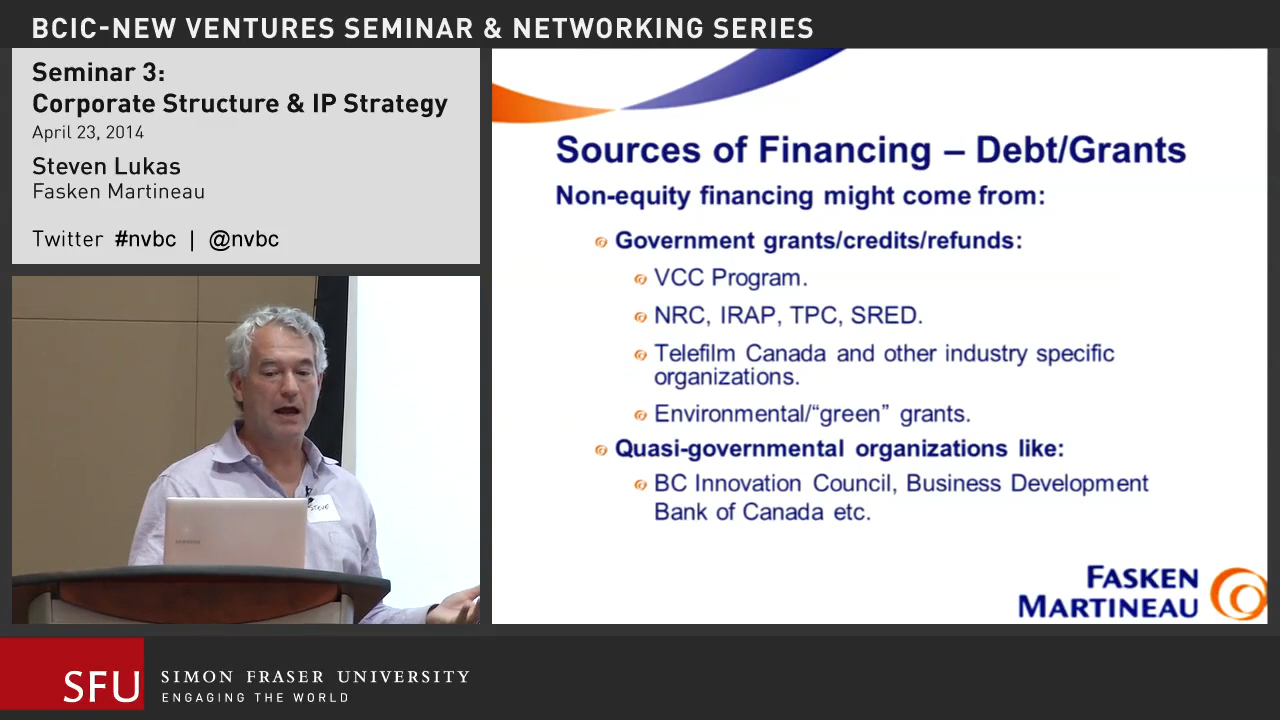 BCIC-NEW VENTURES SEMINAR & NETWORKING SERIES
Seminar 3:
Corporate Structure & IP Strategy
April 23, 2014
Steven Lukas
Fasken Martineau
Twitter #nvbc | @nvbc
Sources of Financing – Debt/Grants
Non-equity financing might come from:
Government grants/credits/refunds:
VCC Program.
NRC, IRAP, TPC, SRED.
Telefilm Canada and other industry specific
organizations.
Environmental/“green” grants.
Quasi-governmental organizations like:
BC Innovation Council, Business Development
Bank of Canada etc.
FASKEN
MARTINEAU
STEVE
SAMSUNG
SFU
SIMON FRASER UNIVERSITY
ENGAGING THE WORLD